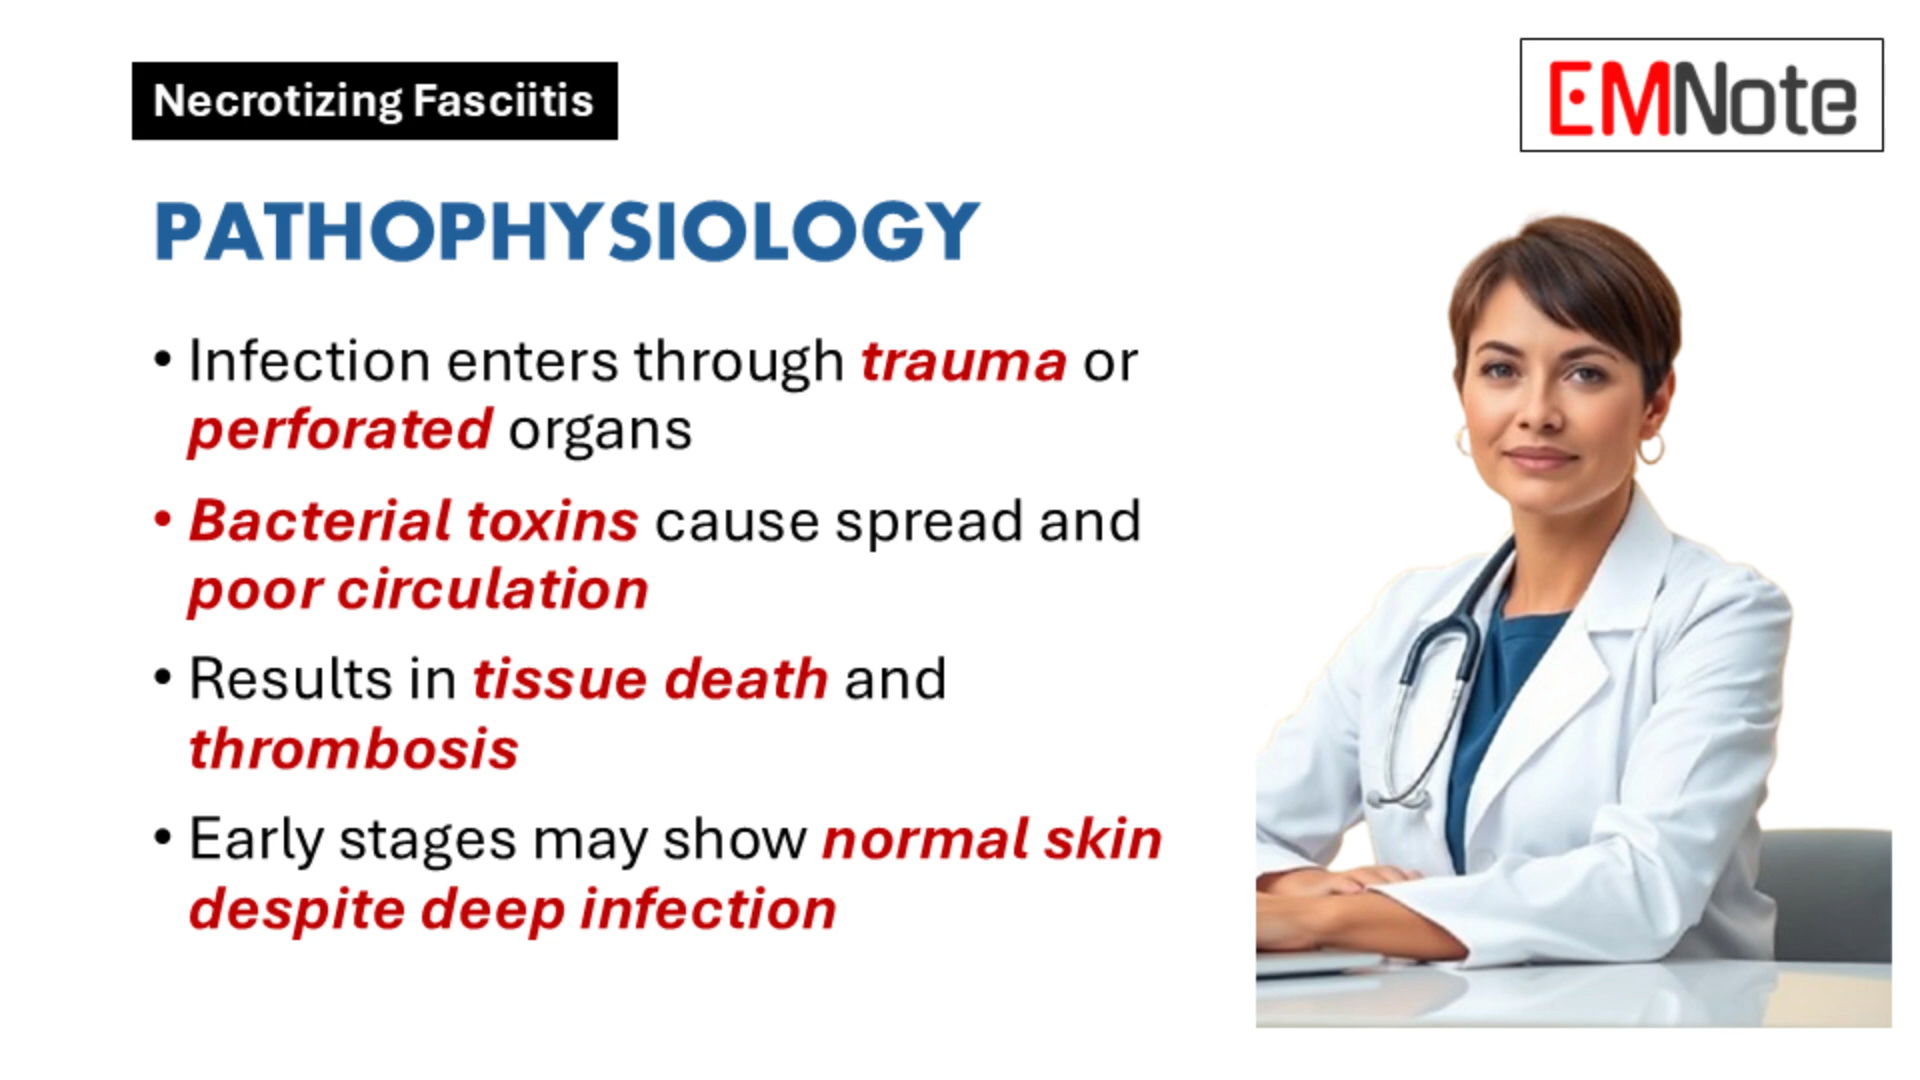 Necrotizing Fasciitis
EMNote
PATHOPHYSIOLOGY
• Infection enters through trauma or
perforated organs
• Bacterial toxins cause spread and
poor circulation
• Results in tissue death and
thrombosis
• Early stages may show normal skin
despite deep infection